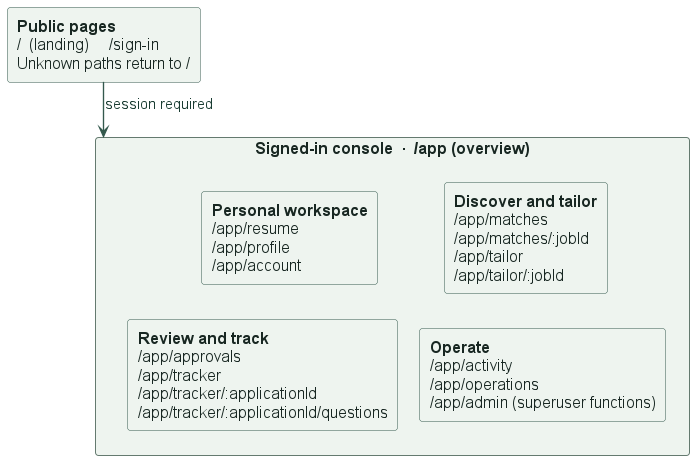 Public pages
/ (landing) /sign-in
Unknown paths return to /
session required
Signed-in console · /app (overview)
Personal workspace
/app/resume
/app/profile
/app/account
Discover and tailor
/app/matches
/app/matches/:jobId
/app/tailor
/app/tailor/:jobId
Review and track
/app/approvals
/app/tracker
/app/tracker/:applicationId
/app/tracker/:applicationId/questions
Operate
/app/activity
/app/operations
/app/admin (superuser functions)